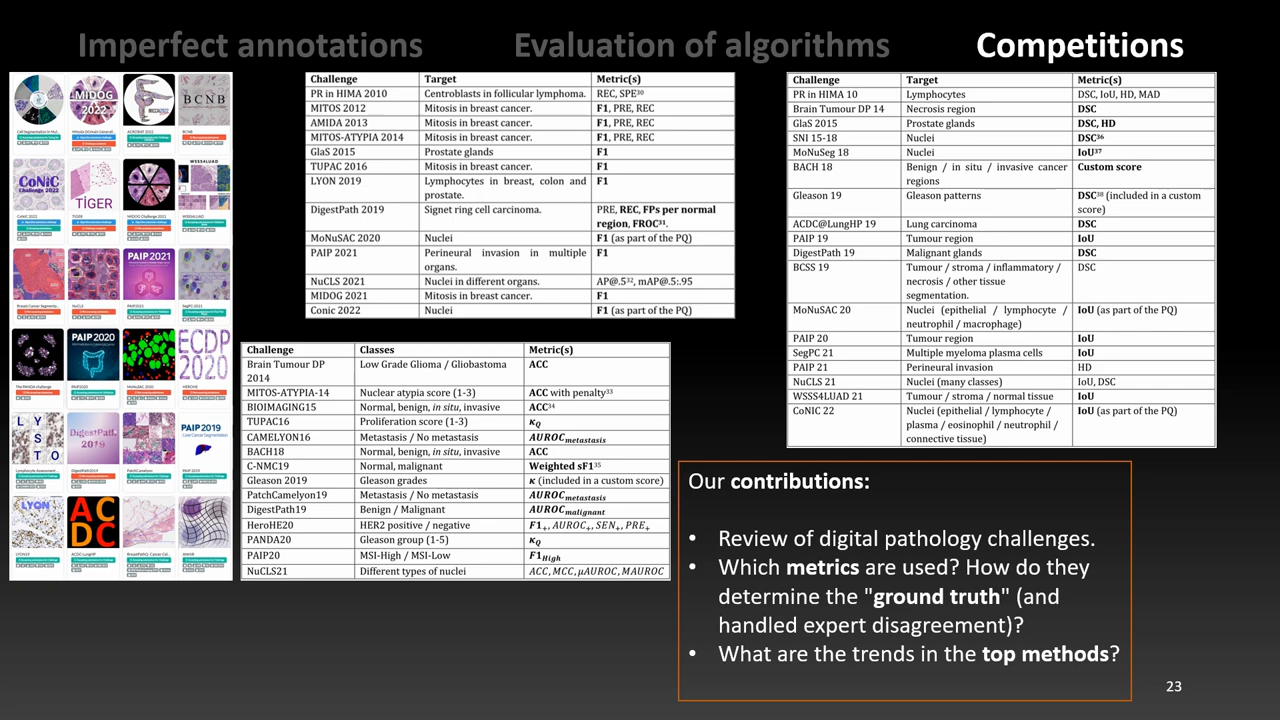 Imperfect annotations
Evaluation of algorithms
Competitions
MIDOG
2022
BCNB
CoNiC
Challenge 2022
TIGER
WSSS4LUAD
PAIP 2021
PAIP2020
ECDP
2020
L Y
S
T O
DigestPath
2019
PAIP 2019
LYON
AC
DC
Challenge Target Metric(s)
PR in HIMA 2010 Centroblasts in follicular lymphoma. REC, SPE30
MITOS 2012 Mitosis in breast cancer. F1, PRE, REC
AMIDA 2013 Mitosis in breast cancer. F1, PRE, REC
MITOS-ATYPIA 2014 Mitosis in breast cancer. F1, PRE, REC
GlaS 2015 Prostate glands F1
TUPAC 2016 Mitosis in breast cancer. F1
LYON 2019 Lymphocytes in breast, colon and F1
prostate.
DigestPath 2019 Signet ring cell carcinoma. PRE, REC, FPs per normal
region, FROC31.
MoNuSAC 2020 Nuclei F1 (as part of the PQ)
PAIP 2021 Perineural invasion in multiple F1
organs.
NuCLS 2021 Nuclei in different organs. AP@.532, mAP@.5:.95
MIDOG 2021 Mitosis in breast cancer. F1
Conic 2022 Nuclei F1 (as part of the PQ)
Challenge Classes Metric(s)
Brain Tumour DP Low Grade Glioma / Gliobastoma ACC
2014
MITOS-ATYPIA-14 Nuclear atypia score (1-3) ACC with penalty33
BIOIMAGING15 Normal, benign, in situ, invasive ACC34
TUPAC16 Proliferation score (1-3) κQ
CAMELYON16 Metastasis / No metastasis AUROCmetastasis
BACH18 Normal, benign, in situ, invasive ACC
C-NMC19 Normal, malignant Weighted sF135
Gleason 2019 Gleason grades κ (included in a custom score)
PatchCamelyon19 Metastasis / No metastasis AUROCmetastasis
DigestPath19 Benign / Malignant AUROCmalignant
HeroHE20 HER2 positive / negative F1+, AUROC+, SEN+, PRE+
PANDA20 Gleason group (1-5) κQ
PAIP20 MSI-High / MSI-Low F1High
NuCLS21 Different types of nuclei ACC, MCC, μAUROC, MAUROC
Challenge Target Metric(s)
PR in HIMA 10 Lymphocytes DSC, IoU, HD, MAD
Brain Tumour DP 14 Necrosis region DSC
GlaS 2015 Prostate glands DSC, HD
SNI 15-18 Nuclei DSC36
MoNuSeg 18 Nuclei IoU37
BACH 18 Benign / in situ / invasive cancer Custom score
regions
Gleason 19 Gleason patterns DSC38 (included in a custom
score)
ACDC@LungHP 19 Lung carcinoma DSC
PAIP 19 Tumour region IoU
DigestPath 19 Malignant glands DSC
BCSS 19 Tumour / stroma / inflammatory / DSC
necrosis / other tissue
segmentation.
MoNuSAC 20 Nuclei (epithelial / lymphocyte / IoU (as part of the PQ)
neutrophil / macrophage)
PAIP 20 Tumour region IoU
SegPC 21 Multiple myeloma plasma cells IoU
PAIP 21 Perineural invasion HD
NuCLS 21 Nuclei (many classes) IoU, DSC
WSSS4LUAD 21 Tumour / stroma / normal tissue IoU
CoNIC 22 Nuclei (epithelial / lymphocyte / IoU (as part of the PQ)
plasma / eosinophil / neutrophil /
connective tissue)
Our contributions:
• Review of digital pathology challenges.
• Which metrics are used? How do they
determine the "ground truth" (and
handled expert disagreement)?
• What are the trends in the top methods?
23